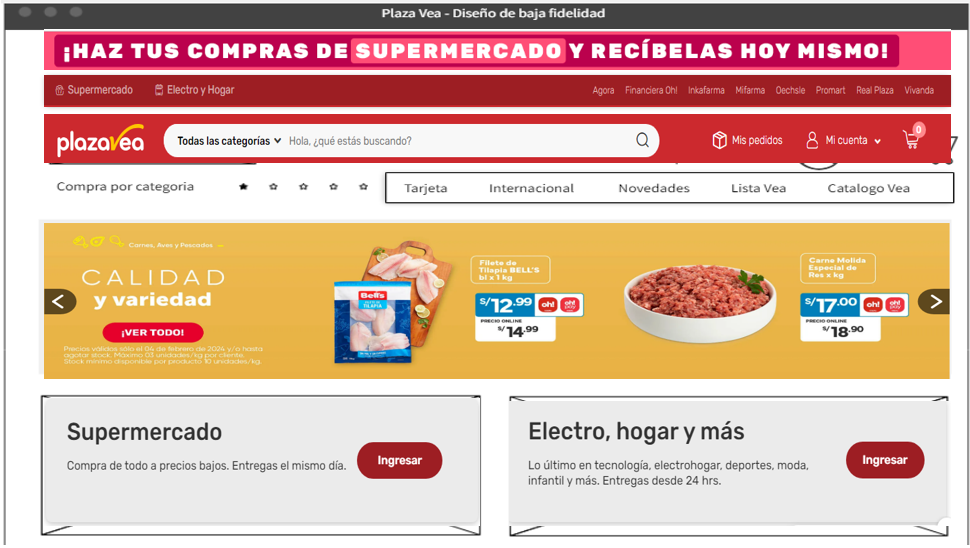 Plaza Vea - Diseño de baja fidelidad
¡HAZ TUS COMPRAS DE SUPERMERCADO Y RECÍBELAS HOY MISMO!
Supermercado Electro y Hogar Agora Financiera Oh! Inkafarma Mifarma Oechsle Promart Real Plaza Vivanda
plazavea Todas las categorías Hola, ¿qué estás buscando? Mis pedidos Mi cuenta 0
Compra por categoria Tarjeta Internacional Novedades Lista Vea Catalogo Vea
Carnes, Aves y Pescados
CALIDAD
y variedad
¡VER TODO!
Precios válidos sólo el 04 de febrero de 2024 y/o hasta
agotar stock. Máximo 03 unidades/kg por cliente.
Stock mínimo disponible por producto 10 unidades/kg.
Bell's
TILAPIA
Filete de
Tilapia BELL'S
bl x 1 kg
S/12.99 oh! oh!
PRECIO ONLINE
S/14.99
Carne Molida
Especial de
Res x kg
S/17.00 oh! oh!
PRECIO ONLINE
S/18.90
Supermercado
Compra de todo a precios bajos. Entregas el mismo día.
Ingresar
Electro, hogar y más
Lo último en tecnología, electrohogar, deportes, moda,
infantil y más. Entregas desde 24 hrs.
Ingresar